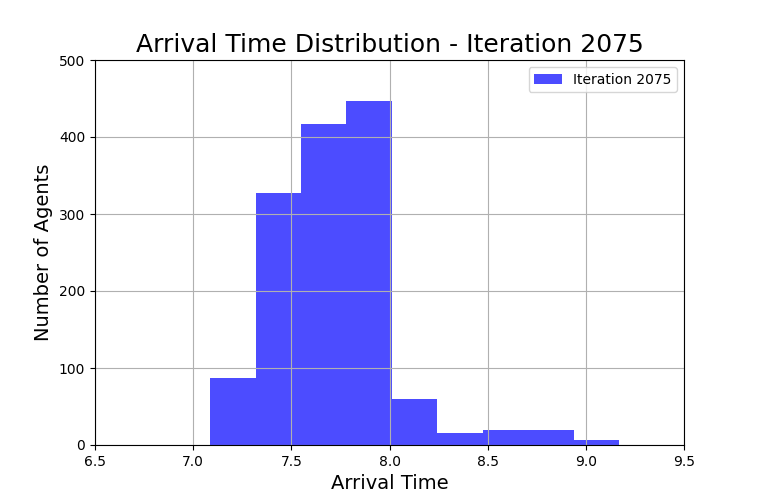 Arrival Time Distribution - Iteration 2075
Iteration 2075
Number of Agents
500
400
300
200
100
0
6.5 7.0 7.5 8.0 8.5 9.0 9.5
Arrival Time